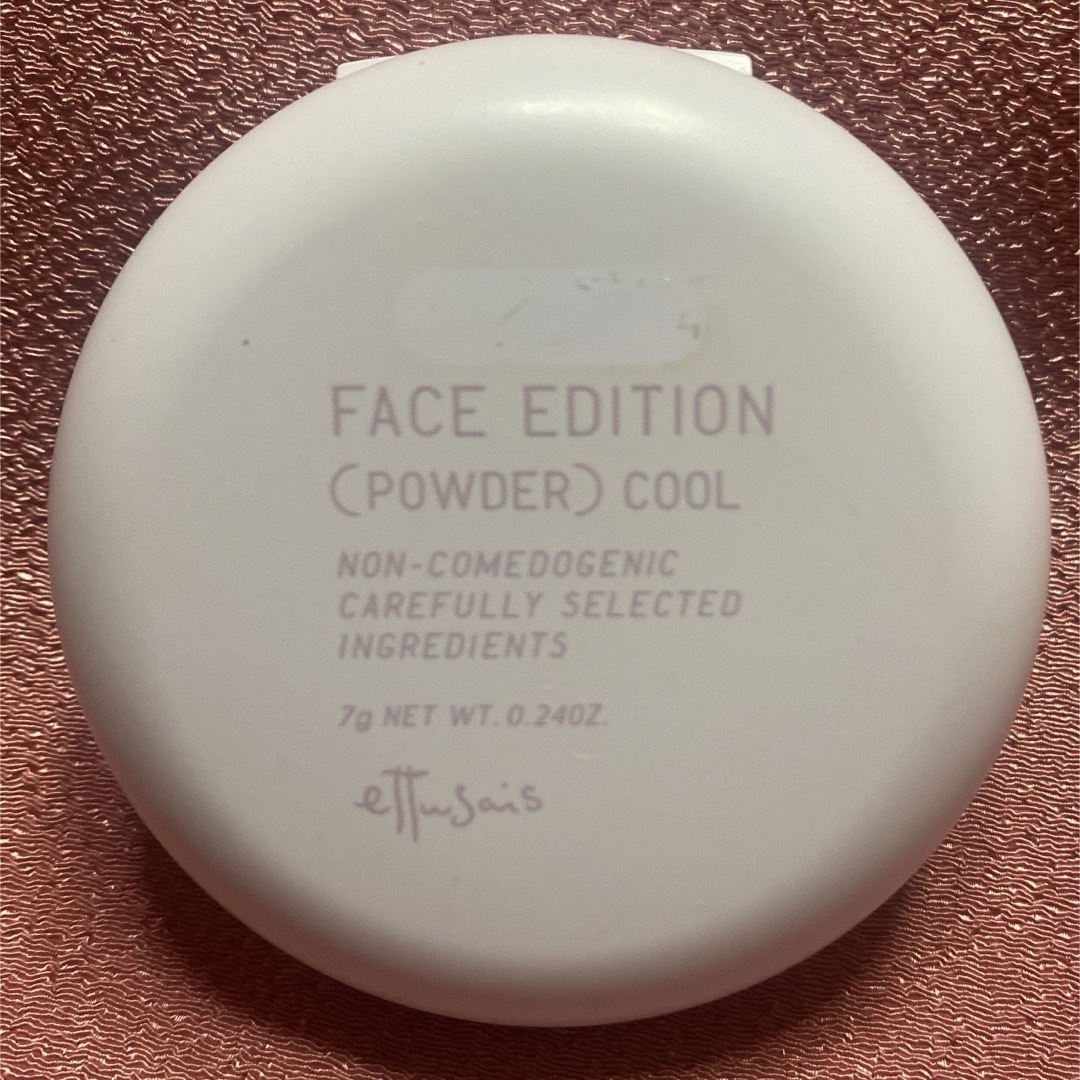 FACE EDITION
(POWDER) COOL
NON-COMEDOGENIC
CAREFULLY SELECTED
INGREDIENTS
7g NET WT. 0.24OZ.
ettusais